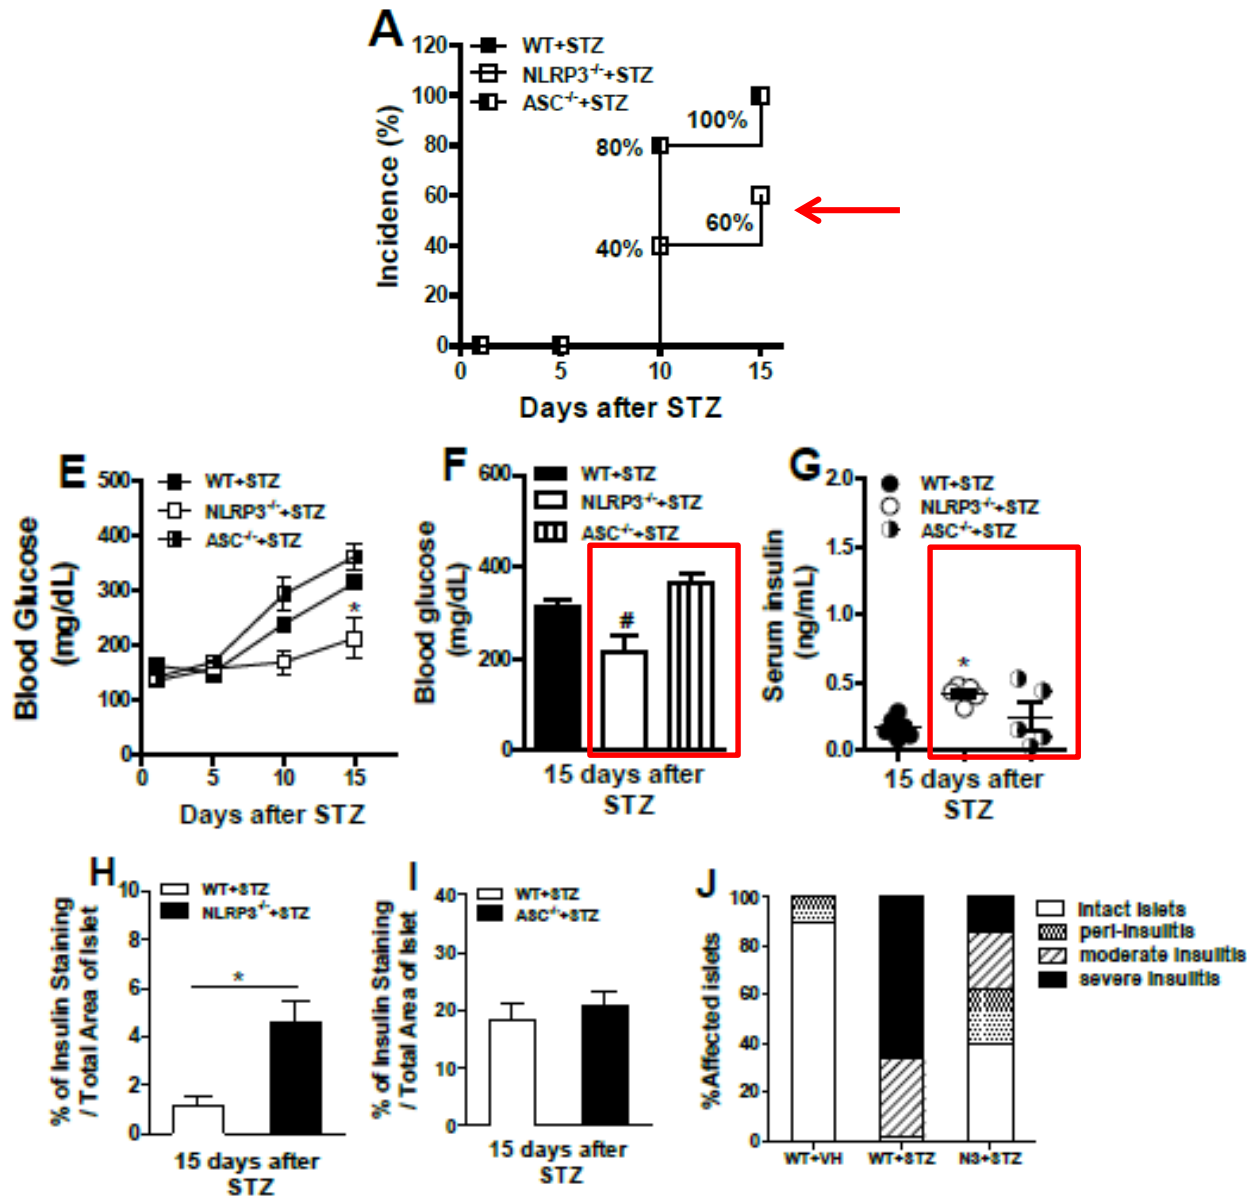 A
WT+STZ
NLRP3-/-+STZ
ASC-/-+STZ
Incidence (%)
120
100
80
60
40
20
0
100%
80%
60%
40%
0 5 10 15
Days after STZ
E
WT+STZ
NLRP3-/-+STZ
ASC-/-+STZ
Blood Glucose
(mg/dL)
500
400
300
200
100
0
*
0 5 10 15
Days after STZ
F
WT+STZ
NLRP3-/-+STZ
ASC-/-+STZ
Blood glucose
(mg/dL)
600
400
200
0
#
15 days after
STZ
G
WT+STZ
NLRP3-/-+STZ
ASC-/-+STZ
Serum insulin
(ng/mL)
2.0
1.5
1.0
0.5
0.0
*
15 days after
STZ
H
WT+STZ
NLRP3-/-+STZ
% of Insulin Staining
/ Total Area of Islet
10
8
6
4
2
0
*
15 days after
STZ
I
WT+STZ
ASC-/-+STZ
% of Insulin Staining
/ Total Area of Islet
40
30
20
10
0
15 days after
STZ
J
%Affected islets
100
80
60
40
20
0
WT+VH WT+STZ N3+STZ
intact islets
peri-insulitis
moderate insulitis
severe insulitis